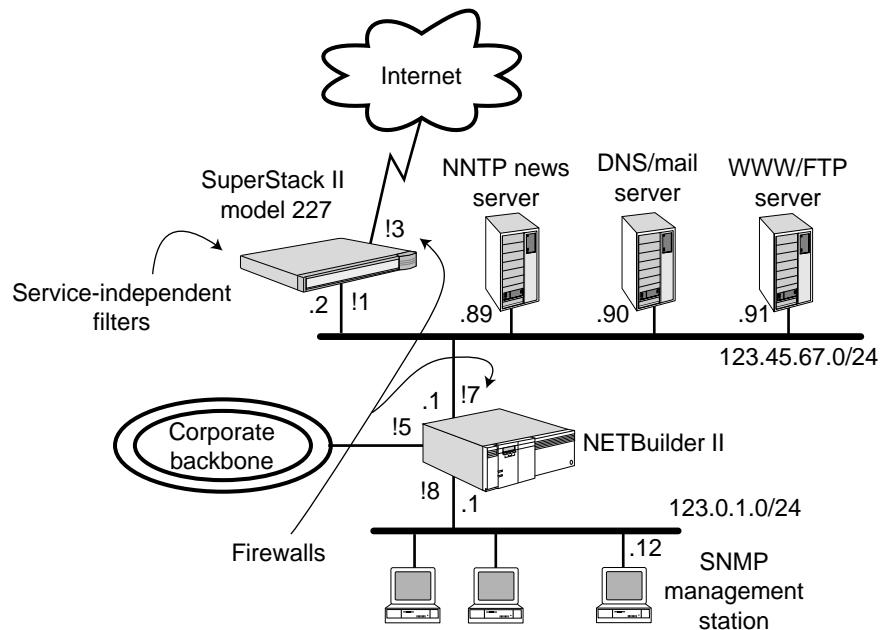 Internet
SuperStack II
model 227
NNTP news
server
DNS/mail
server
WWW/FTP
server
!3
Service-independent
filters
.2
!1
.89
.90
.91
123.45.67.0/24
.1
!7
!5
Corporate
backbone
NETBuilder II
!8
.1
123.0.1.0/24
Firewalls
.12
SNMP
management
station